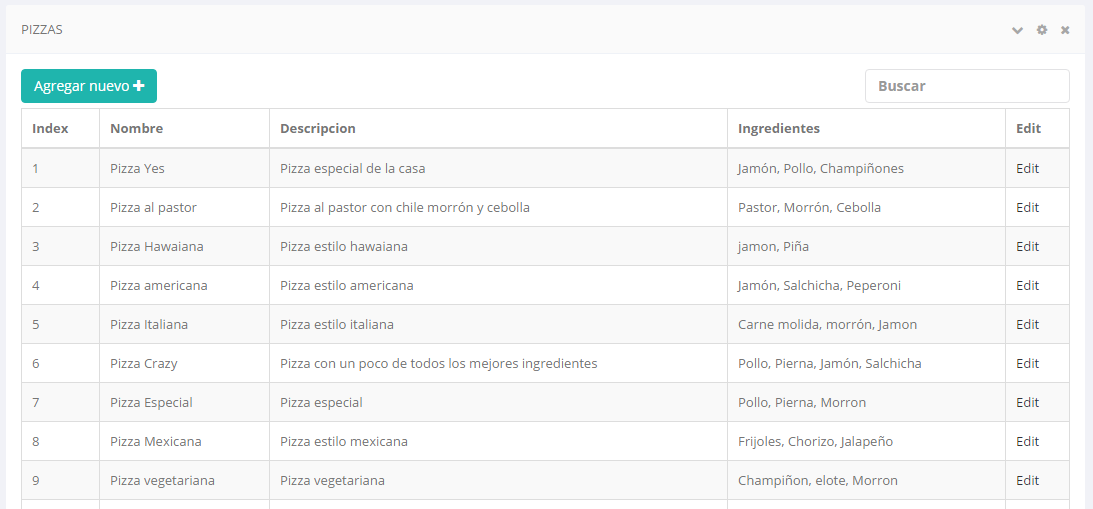 PIZZAS
Agregar nuevo
Buscar
Index Nombre Descripcion Ingredientes Edit
1 Pizza Yes Pizza especial de la casa Jamón, Pollo, Champiñones Edit
2 Pizza al pastor Pizza al pastor con chile morrón y cebolla Pastor, Morrón, Cebolla Edit
3 Pizza Hawaiana Pizza estilo hawaiana jamon, Piña Edit
4 Pizza americana Pizza estilo americana Jamón, Salchicha, Peperoni Edit
5 Pizza Italiana Pizza estilo italiana Carne molida, morrón, Jamon Edit
6 Pizza Crazy Pizza con un poco de todos los mejores ingredientes Pollo, Pierna, Jamón, Salchicha Edit
7 Pizza Especial Pizza especial Pollo, Pierna, Morron Edit
8 Pizza Mexicana Pizza estilo mexicana Frijoles, Chorizo, Jalapeño Edit
9 Pizza vegetariana Pizza vegetariana Champiñon, elote, Morron Edit